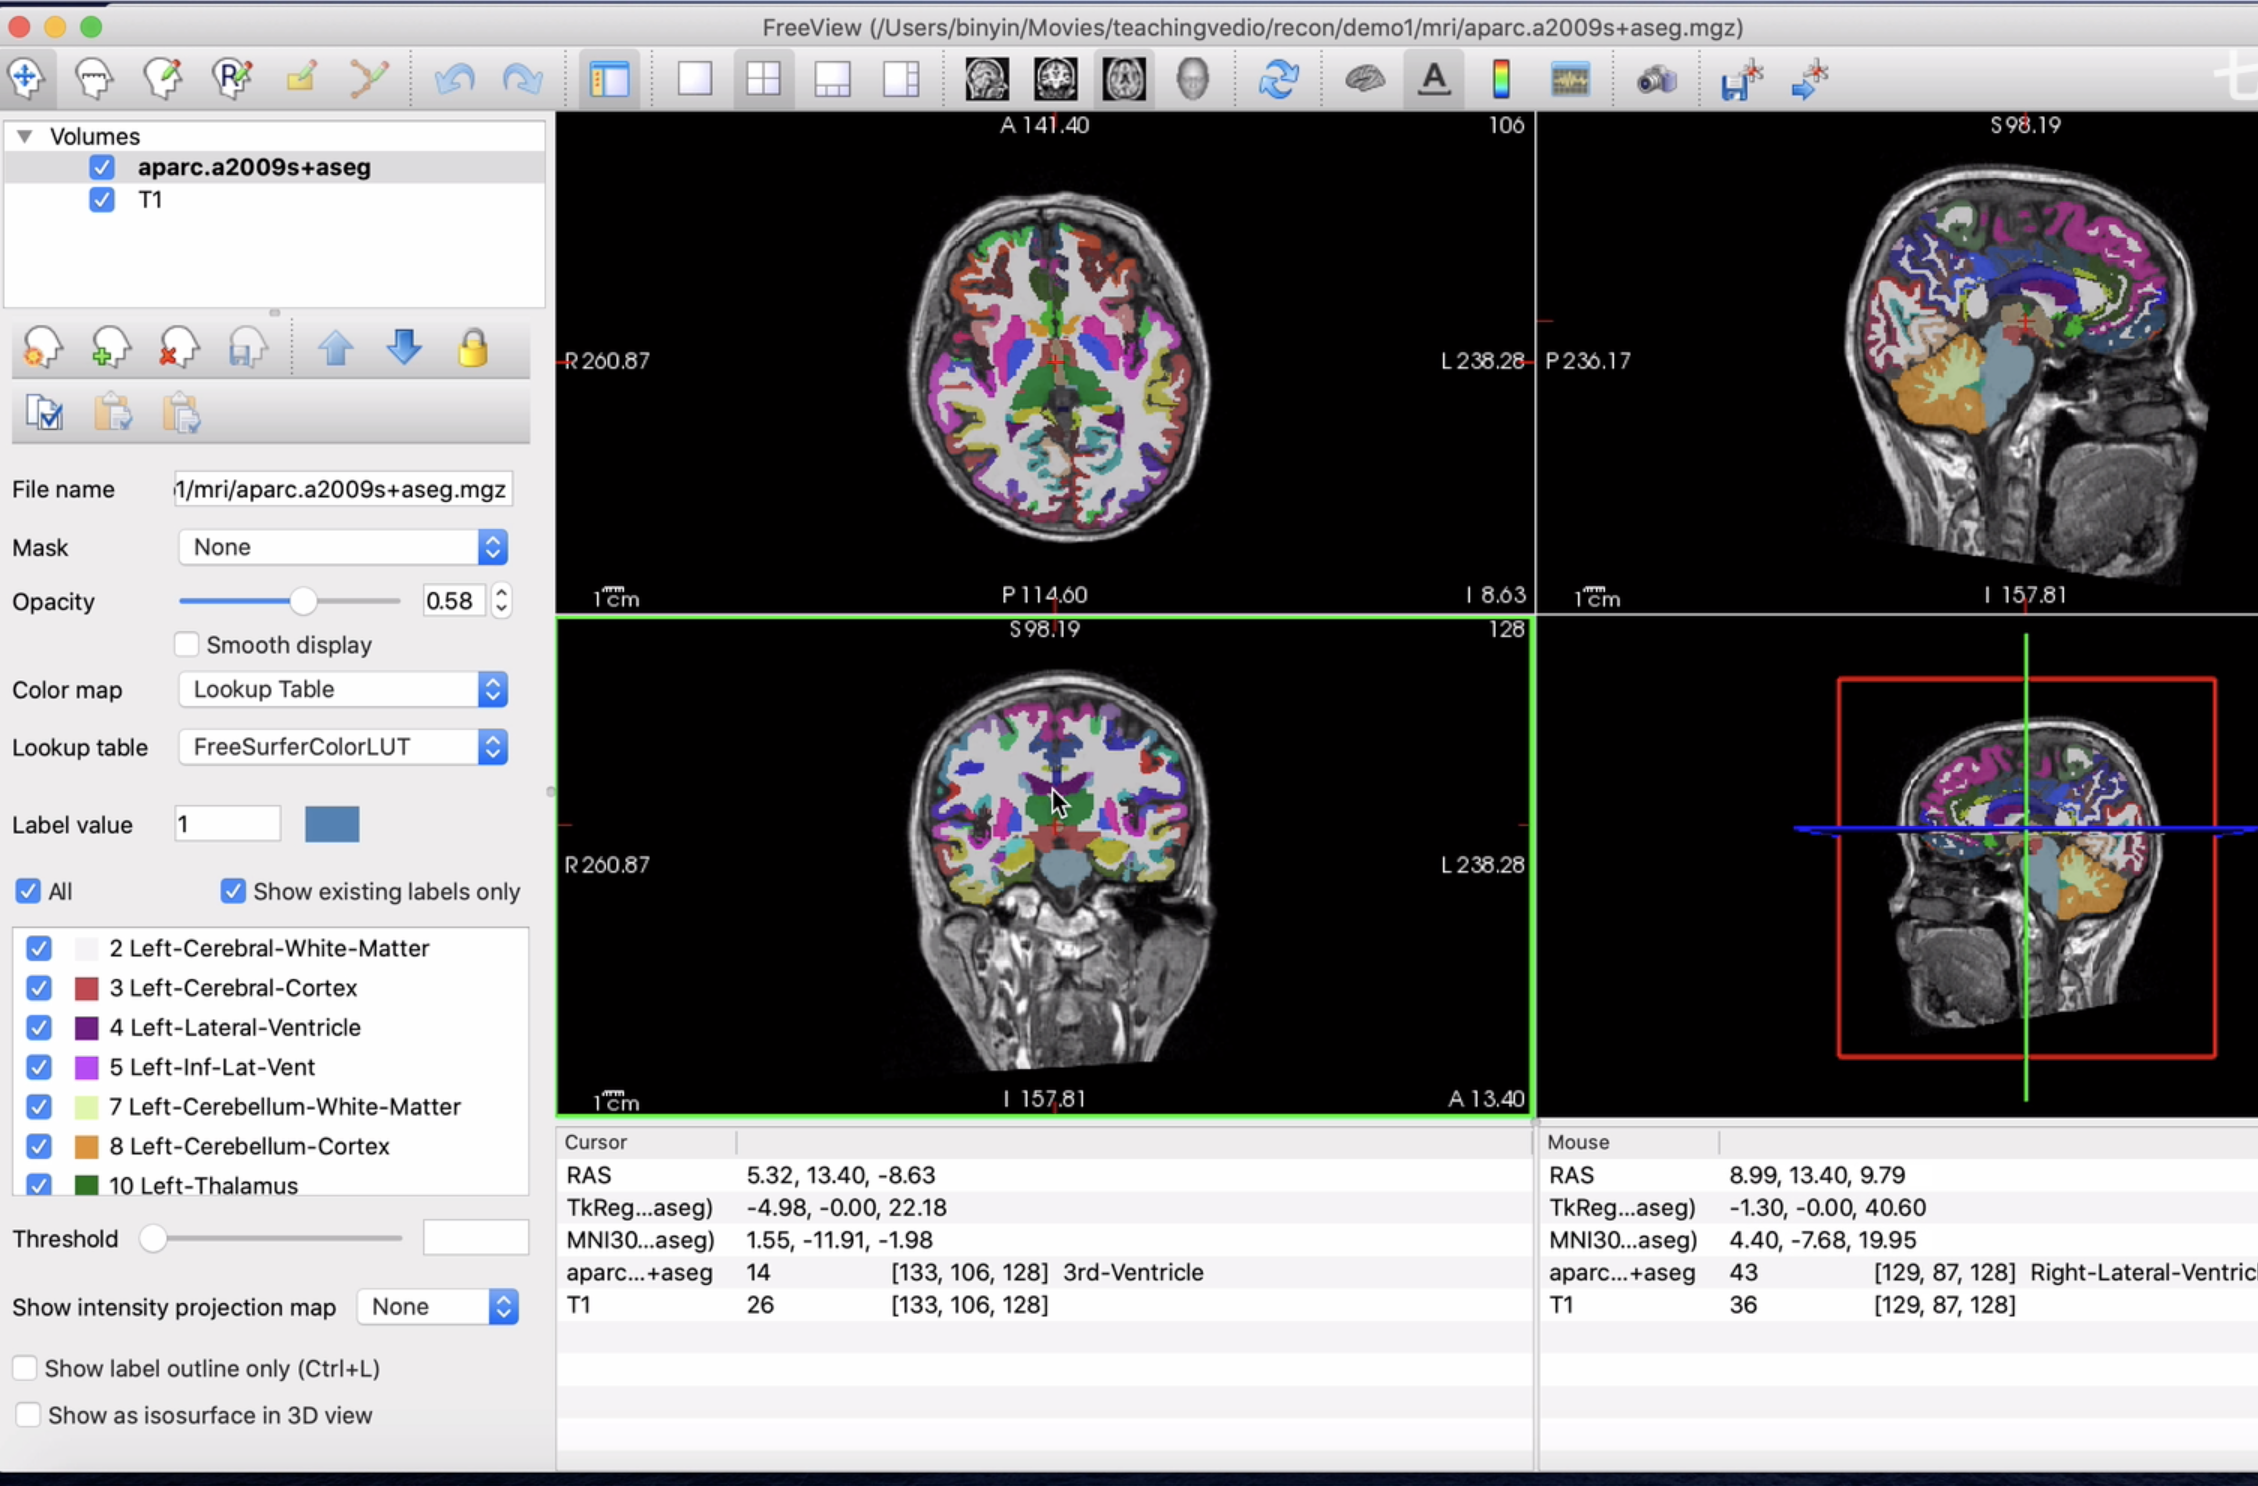 FreeView (/Users/binyin/Movies/teachingvedio/recon/demo1/mri/aparc.a2009s+aseg.mgz)
R
A
七
Volumes
aparc.a2009s+aseg
T1
File name 1/mri/aparc.a2009s+aseg.mgz
Mask None
Opacity 0.58
Smooth display
Color map Lookup Table
Lookup table FreeSurferColorLUT
Label value 1
All Show existing labels only
2 Left-Cerebral-White-Matter
3 Left-Cerebral-Cortex
4 Left-Lateral-Ventricle
5 Left-Inf-Lat-Vent
7 Left-Cerebellum-White-Matter
8 Left-Cerebellum-Cortex
10 Left-Thalamus
Threshold
Show intensity projection map None
Show label outline only (Ctrl+L)
Show as isosurface in 3D view
A 141.40 106
R 260.87 L 238.28
1 cm P 114.60 I 8.63
S 98.19
P 236.17
1 cm I 157.81
S 98.19 128
R 260.87 L 238.28
1 cm I 157.81 A 13.40
Cursor
RAS 5.32, 13.40, -8.63
TkReg...aseg) -4.98, -0.00, 22.18
MNI30...aseg) 1.55, -11.91, -1.98
aparc...+aseg 14 [133, 106, 128] 3rd-Ventricle
T1 26 [133, 106, 128]
Mouse
RAS 8.99, 13.40, 9.79
TkReg...aseg) -1.30, -0.00, 40.60
MNI30...aseg) 4.40, -7.68, 19.95
aparc...+aseg 43 [129, 87, 128] Right-Lateral-Ventric
T1 36 [129, 87, 128]